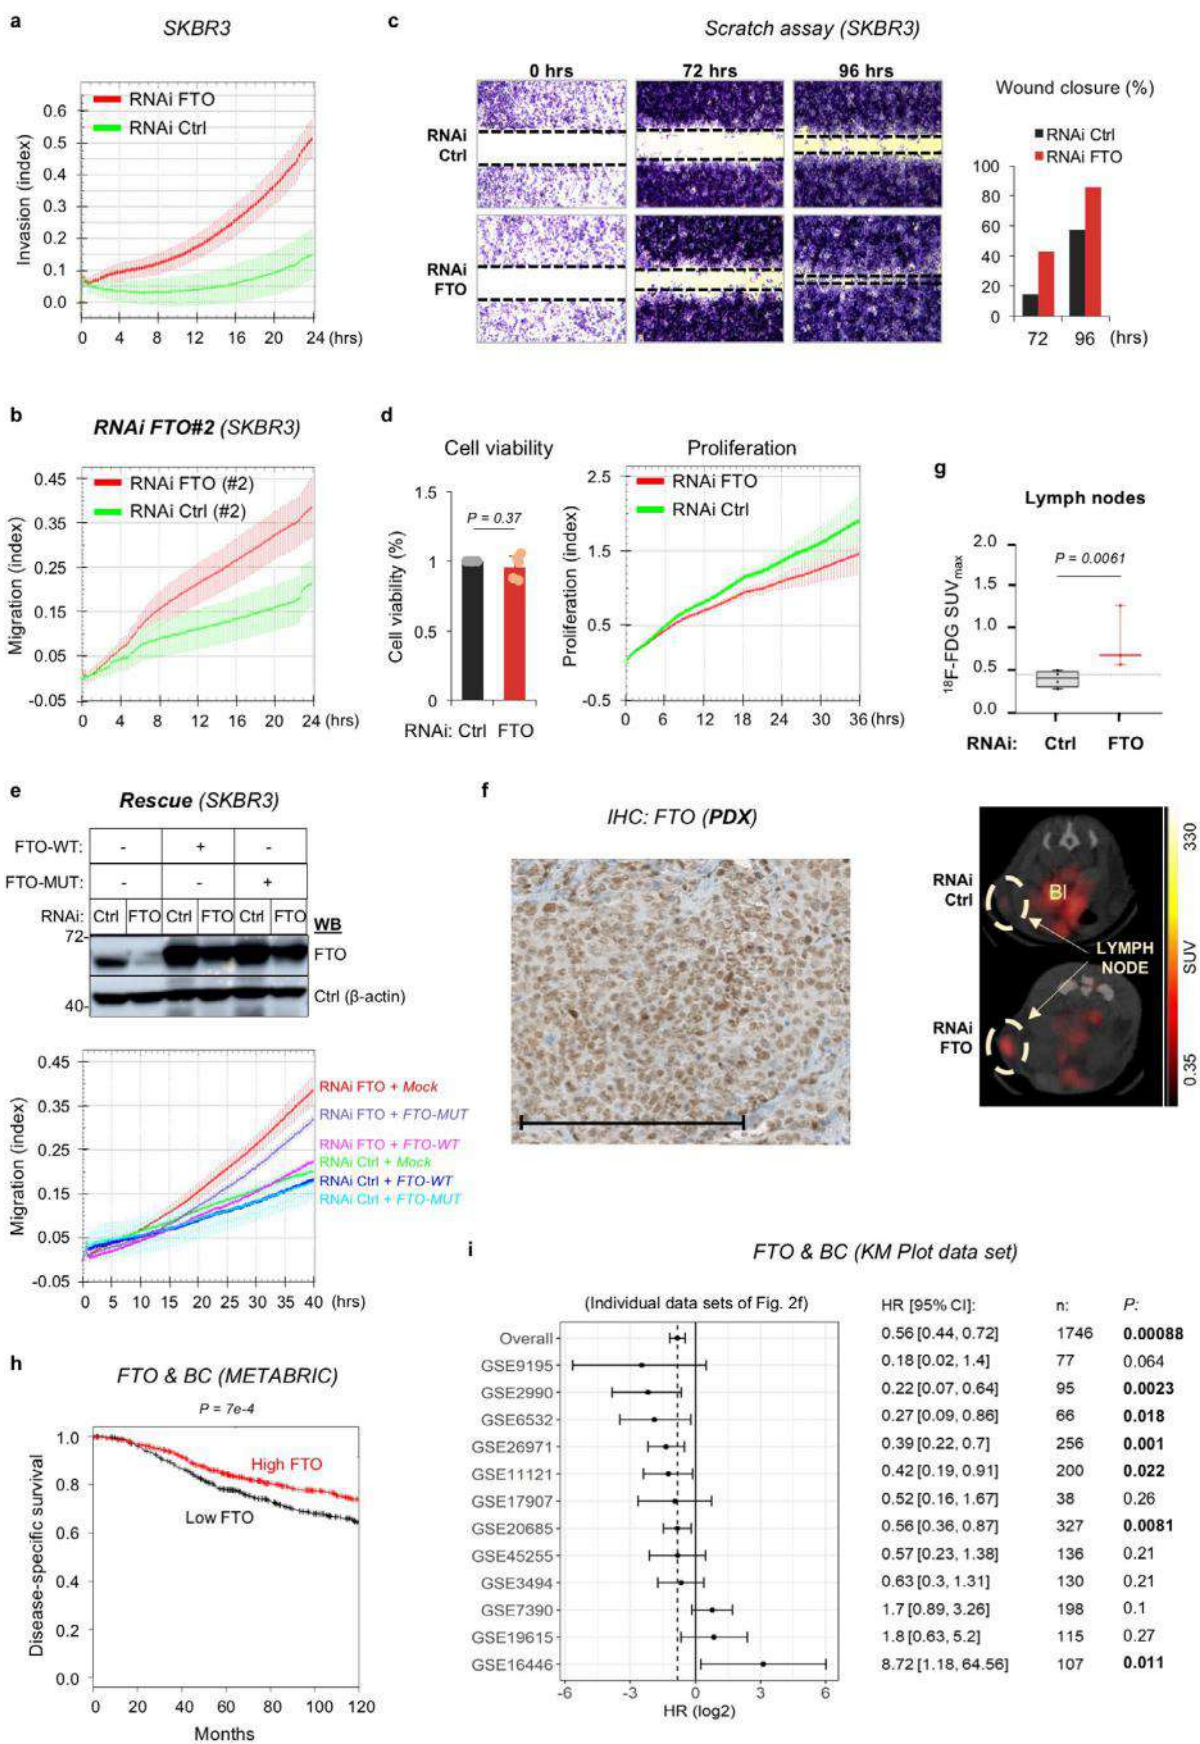 a
SKBR3
RNAi FTO
RNAi Ctrl
Invasion (index)
0.6
0.5
0.4
0.3
0.2
0.1
0.0
0 4 8 12 16 20 24 (hrs)
c
Scratch assay (SKBR3)
0 hrs 72 hrs 96 hrs
RNAi
Ctrl
RNAi
FTO
Wound closure (%)
RNAi Ctrl
RNAi FTO
100
80
60
40
20
0
72 96 (hrs)
b
RNAi FTO#2 (SKBR3)
RNAi FTO (#2)
RNAi Ctrl (#2)
Migration (index)
0.45
0.35
0.25
0.15
0.05
-0.05
0 4 8 12 16 20 24 (hrs)
d
Cell viability
P = 0.37
Cell viability (%)
1.5
1
0.5
0
RNAi: Ctrl FTO
Proliferation
RNAi FTO
RNAi Ctrl
Proliferation (index)
2.5
1.5
0.5
-0.5
0 6 12 18 24 30 36 (hrs)
g
Lymph nodes
P = 0.0061
18F-FDG SUVmax
2.0
1.5
1.0
0.5
0.0
RNAi: Ctrl FTO
RNAi
Ctrl
BI
LYMPH
NODE
RNAi
FTO
330
SUV
0.35
e
Rescue (SKBR3)
FTO-WT: - + -
FTO-MUT: - - +
RNAi: Ctrl FTO Ctrl FTO Ctrl FTO WB
72-
FTO
40-
Ctrl (β-actin)
Migration (index)
0.45
0.35
0.25
0.15
0.05
-0.05
0 5 10 15 20 25 30 35 40 (hrs)
RNAi FTO + Mock
RNAi FTO + FTO-MUT
RNAi FTO + FTO-WT
RNAi Ctrl + Mock
RNAi Ctrl + FTO-WT
RNAi Ctrl + FTO-MUT
f
IHC: FTO (PDX)
h
FTO & BC (METABRIC)
P = 7e-4
High FTO
Low FTO
Disease-specific survival
1.0
0.8
0.6
0.4
0.2
0.0
0 20 40 60 80 100 120
Months
i
FTO & BC (KM Plot data set)
(Individual data sets of Fig. 2f) HR [95% CI]: n: P:
Overall 0.56 [0.44, 0.72] 1746 0.00088
GSE9195 0.18 [0.02, 1.4] 77 0.064
GSE2990 0.22 [0.07, 0.64] 95 0.0023
GSE6532 0.27 [0.09, 0.86] 66 0.018
GSE26971 0.39 [0.22, 0.7] 256 0.001
GSE11121 0.42 [0.19, 0.91] 200 0.022
GSE17907 0.52 [0.16, 1.67] 38 0.26
GSE20685 0.56 [0.36, 0.87] 327 0.0081
GSE45255 0.57 [0.23, 1.38] 136 0.21
GSE3494 0.63 [0.3, 1.31] 130 0.21
GSE7390 1.7 [0.89, 3.26] 198 0.1
GSE19615 1.8 [0.63, 5.2] 115 0.27
GSE16446 8.72 [1.18, 64.56] 107 0.011
-6 -3 0 3 6
HR (log2)